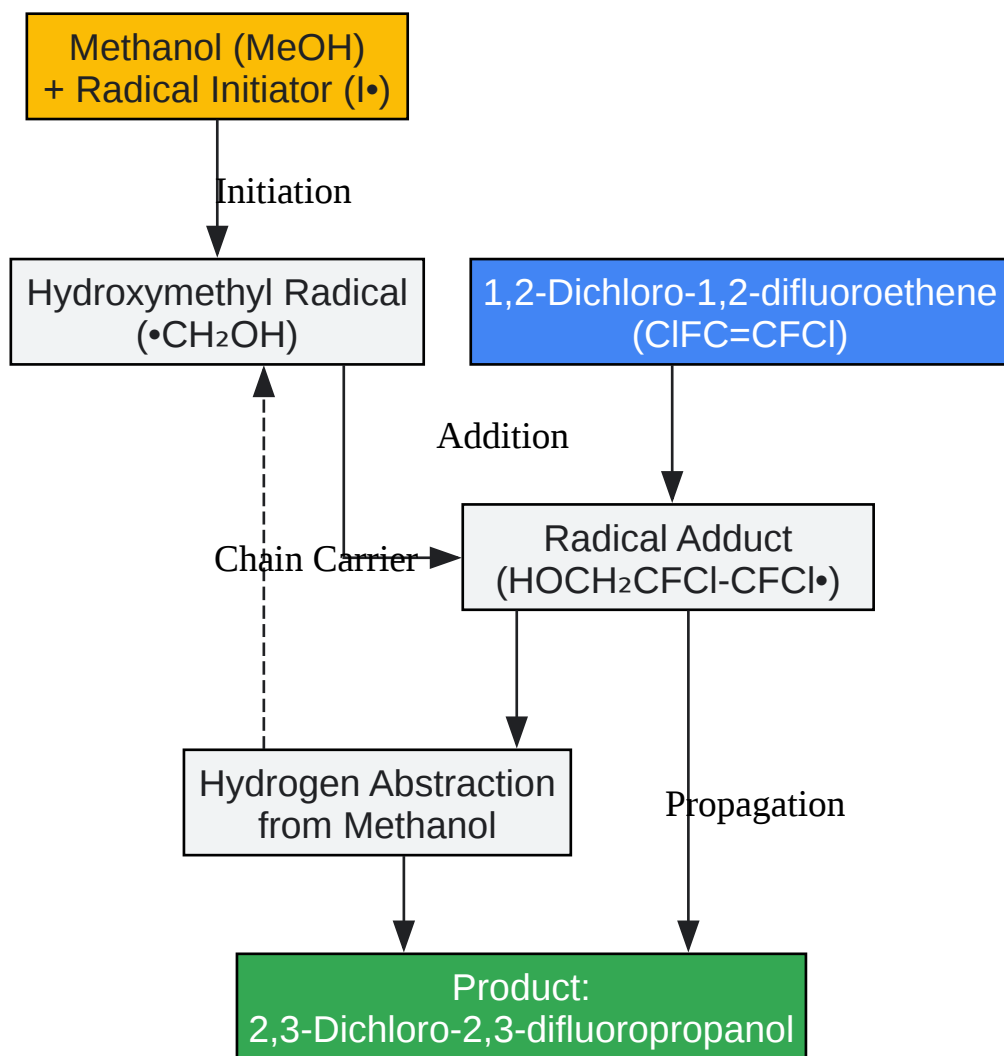 Methanol (MeOH)
+ Radical Initiator (I•)
Initiation
Hydroxymethyl Radical
(•CH₂OH)
1,2-Dichloro-1,2-difluoroethene
(ClFC=CFCl)
Addition
Chain Carrier
Radical Adduct
(HOCH₂CFCl-CFCl•)
Hydrogen Abstraction
from Methanol
Propagation
Product:
2,3-Dichloro-2,3-difluoropropanol